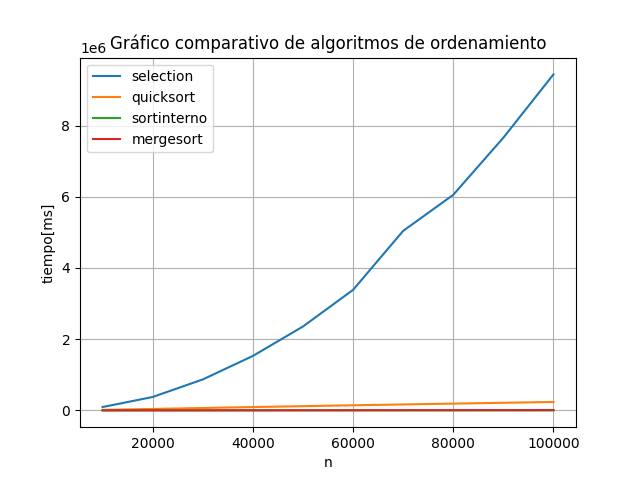 Gráfico comparativo de algoritmos de ordenamiento
1e6
selection
quicksort
sortinterno
mergesort
8
6
4
2
0
tiempo[ms]
20000 40000 60000 80000 100000
n